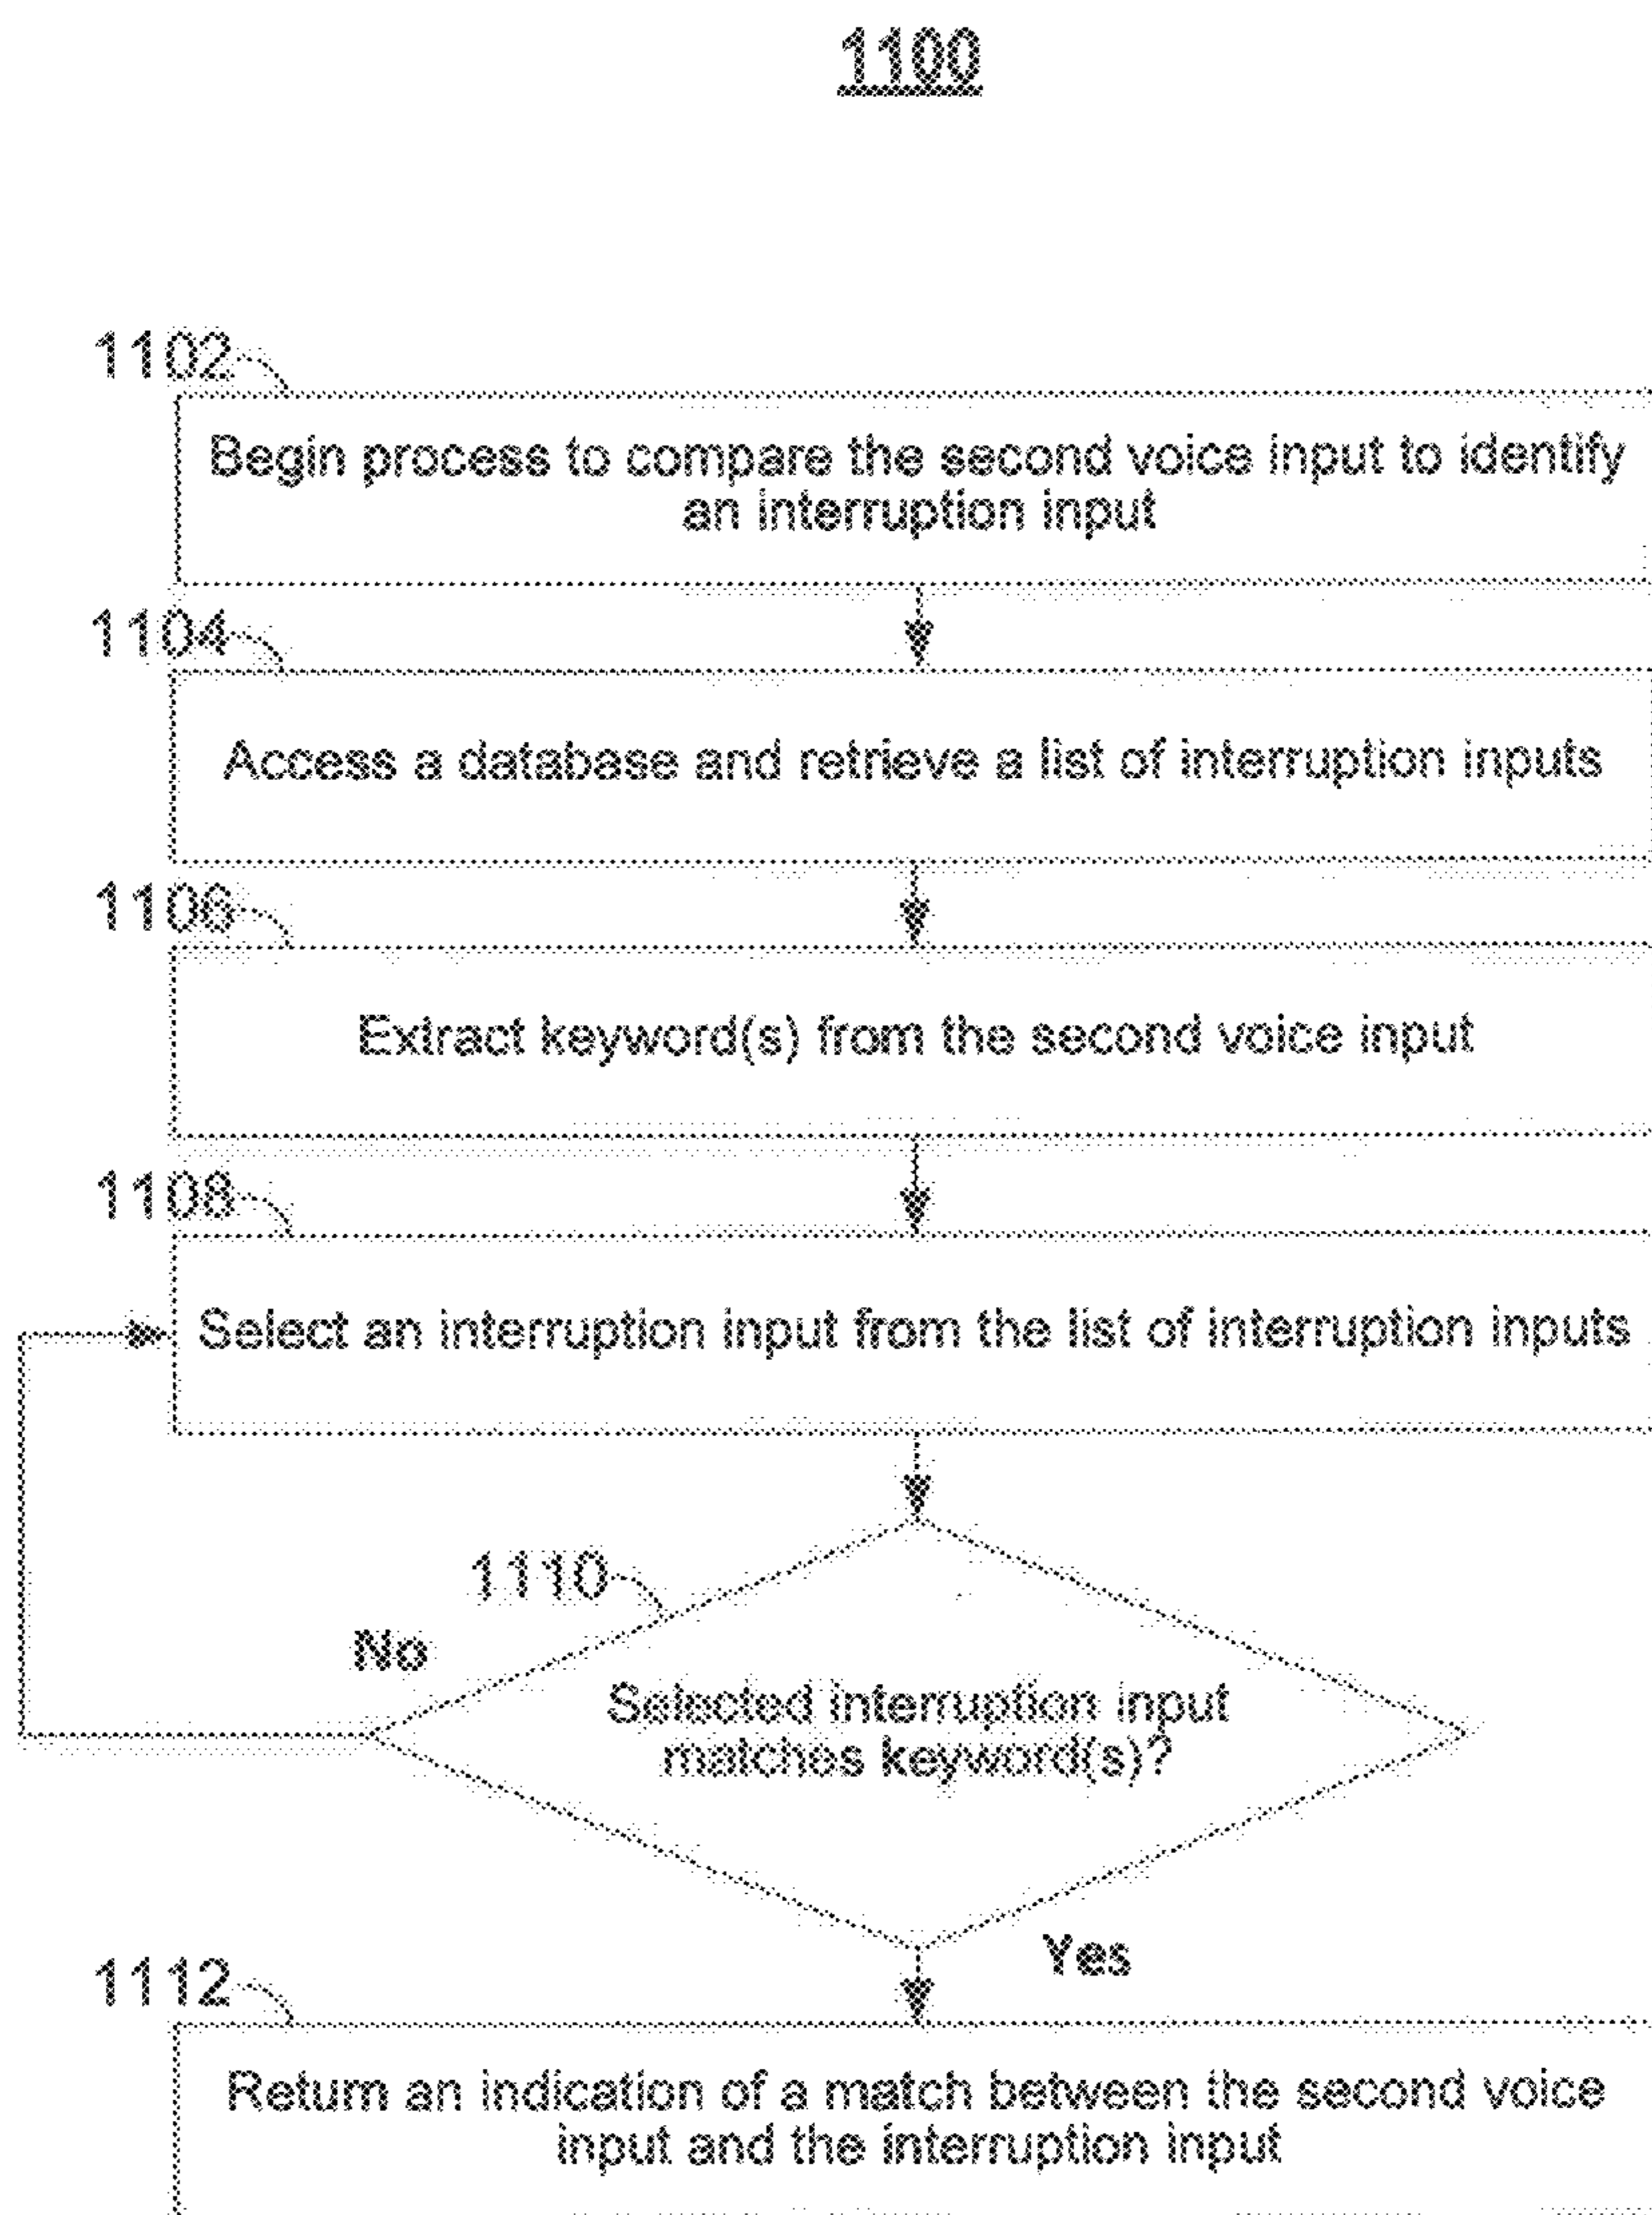 1100
1102
Begin process to compare the second voice input to identify
an interruption input
1104
Access a database and retrieve a list of interruption inputs
1106
Extract keyword(s) from the second voice input
1108
Select an interruption input from the list of interruption inputs
1110
No
Selected interruption input
matches keyword(s)?
Yes
1112
Return an indication of a match between the second voice
input and the interruption input